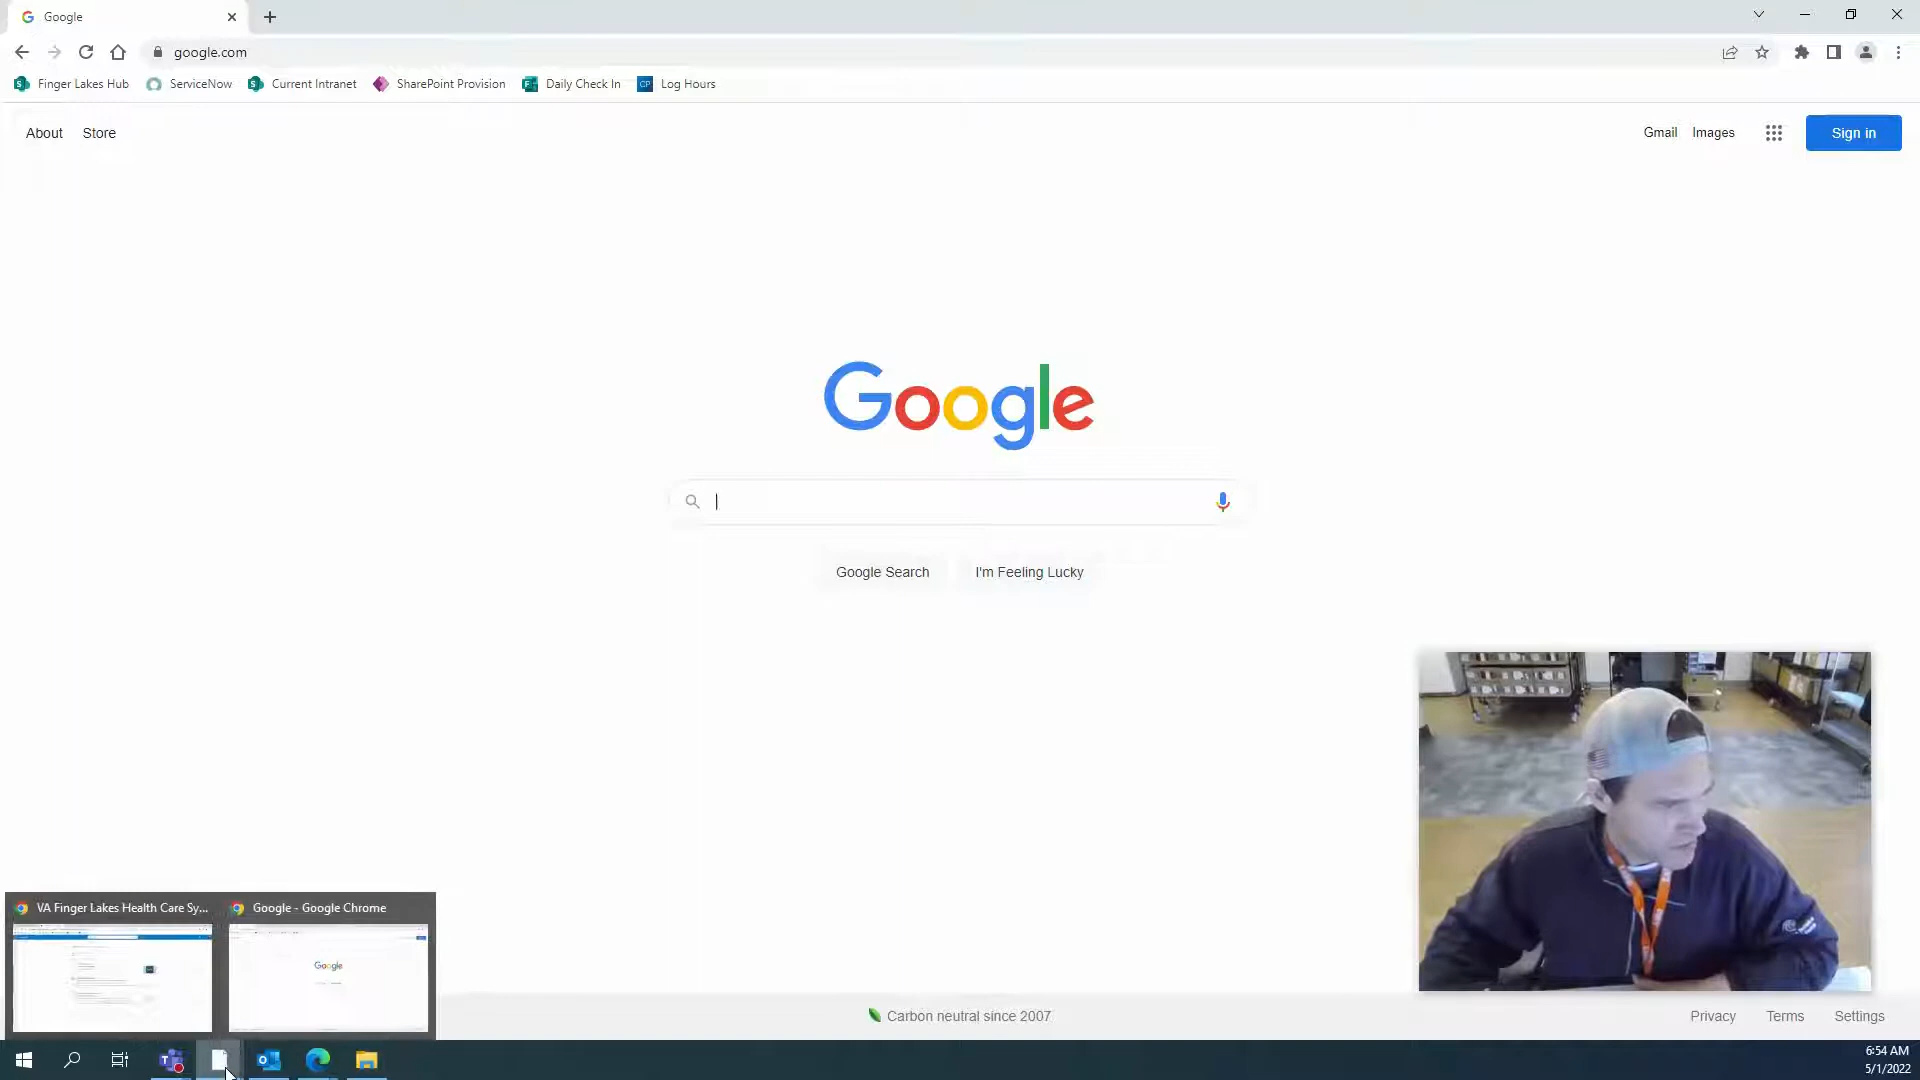 Google
google.com
Finger Lakes Hub ServiceNow Current Intranet SharePoint Provision Daily Check In CP Log Hours
About Store Gmail Images Sign in
Google
Google Search I'm Feeling Lucky
VA Finger Lakes Health Care Sy... Google - Google Chrome
Google
Carbon neutral since 2007
Privacy Terms Settings
6:54 AM
5/1/2022